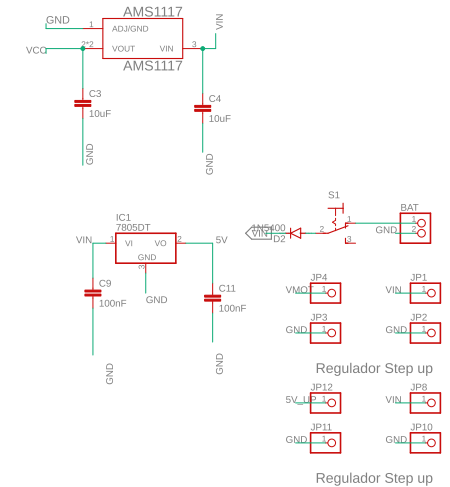 AMS1117
GND
1
ADJ/GND
VIN
VCC
2*2
VOUT
VIN
3
AMS1117
C3
10uF
C4
10uF
GND
GND
S1
BAT
IC1
7805DT
1N5400
VIN
D2
2
1
3
GND
1
2
VIN
1
VI
VO
2
5V
GND
3
C9
100nF
GND
C11
100nF
GND
GND
JP4
VMOT
1
JP1
VIN
1
JP3
GND
1
JP2
GND
1
Regulador Step up
JP12
5V_UP
1
JP8
VIN
1
JP11
GND
1
JP10
GND
1
Regulador Step up